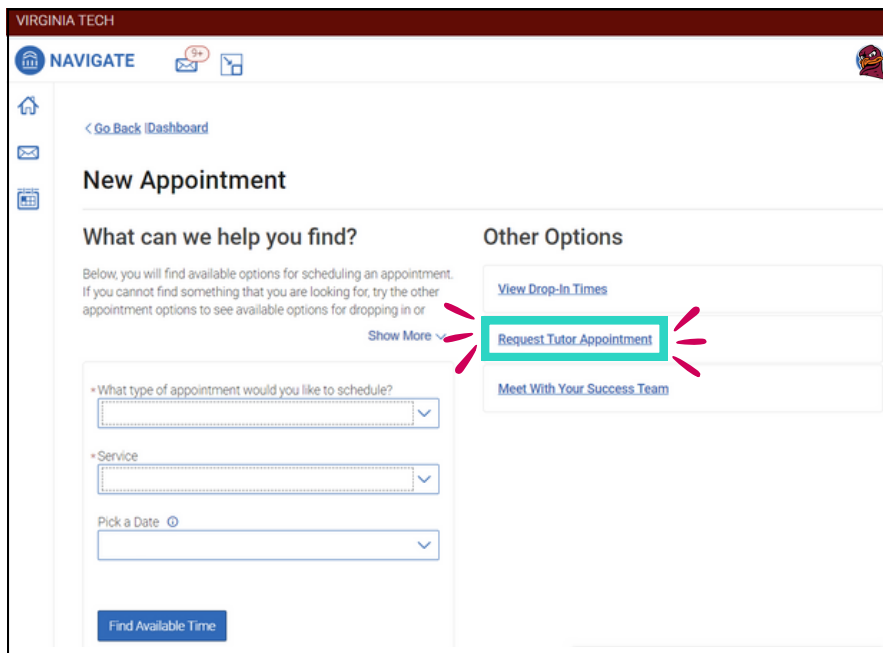 VIRGINIA TECH
NAVIGATE
9+
< Go Back |Dashboard
New Appointment
What can we help you find?
Below, you will find available options for scheduling an appointment.
If you cannot find something that you are looking for, try the other
appointment options to see available options for dropping in or
Show More
* What type of appointment would you like to schedule?
* Service
Pick a Date
Find Available Time
Other Options
View Drop-In Times
Request Tutor Appointment
Meet With Your Success Team